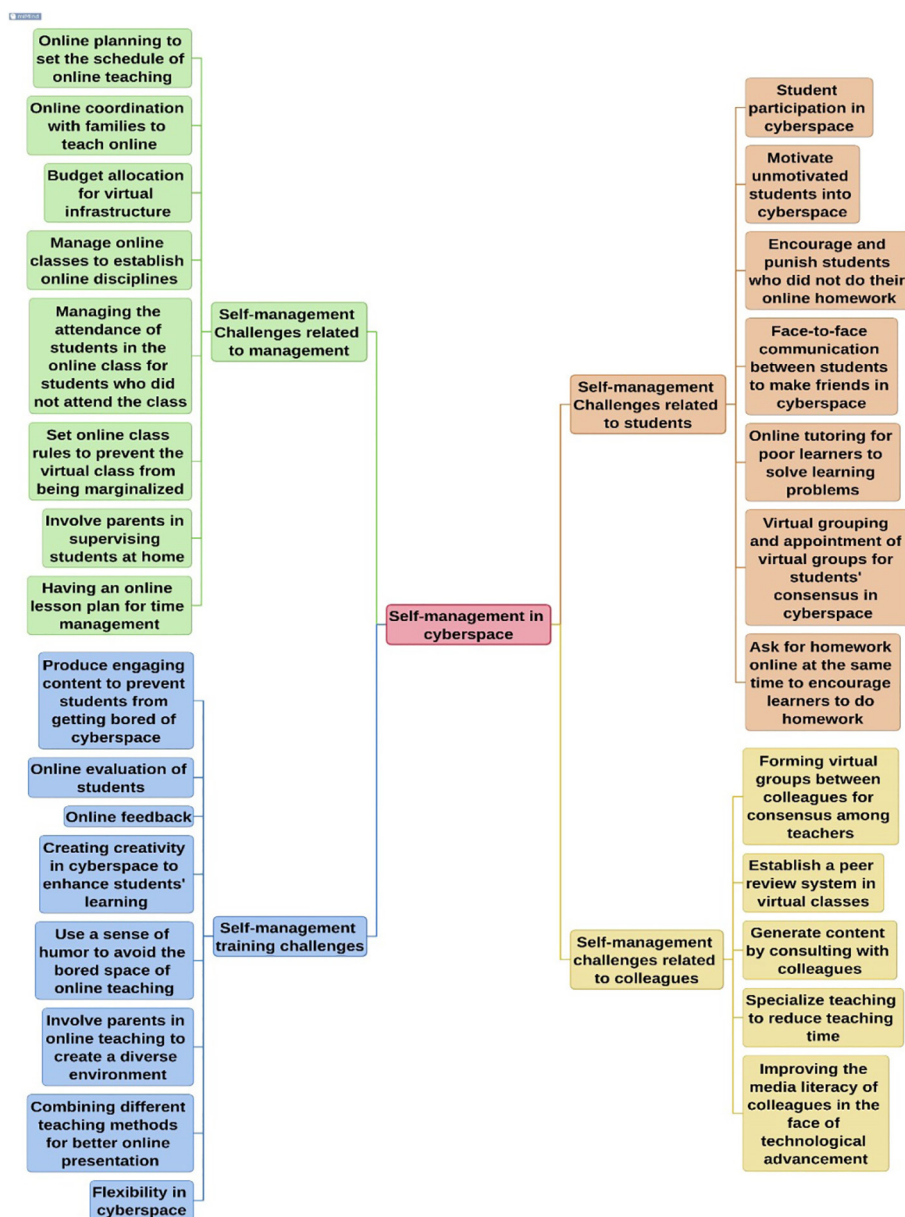 Online planning to
set the schedule of
online teaching
Online coordination
with families to
teach online
Budget allocation
for virtual
infrastructure
Manage online
classes to establish
online disciplines
Managing the
attendance of
students in the
online class for
students who did
not attend the class
Set online class
rules to prevent the
virtual class from
being marginalized
Involve parents in
supervising
students at home
Having an online
lesson plan for time
management
Self-management
Challenges related
to management
Produce engaging
content to prevent
students from
getting bored of
cyberspace
Online evaluation of
students
Online feedback
Creating creativity
in cyberspace to
enhance students'
learning
Use a sense of
humor to avoid the
bored space of
online teaching
Involve parents in
online teaching to
create a diverse
environment
Combining different
teaching methods
for better online
presentation
Flexibility in
cyberspace
Self-management
training challenges
Self-management in
cyberspace
Self-management
Challenges related
to students
Student
participation in
cyberspace
Motivate
unmotivated
students into
cyberspace
Encourage and
punish students
who did not do their
online homework
Face-to-face
communication
between students
to make friends in
cyberspace
Online tutoring for
poor learners to
solve learning
problems
Virtual grouping
and appointment of
virtual groups for
students'
consensus in
cyberspace
Ask for homework
online at the same
time to encourage
learners to do
homework
Self-management
challenges related
to colleagues
Forming virtual
groups between
colleagues for
consensus among
teachers
Establish a peer
review system in
virtual classes
Generate content
by consulting with
colleagues
Specialize teaching
to reduce teaching
time
Improving the
media literacy of
colleagues in the
face of
technological
advancement